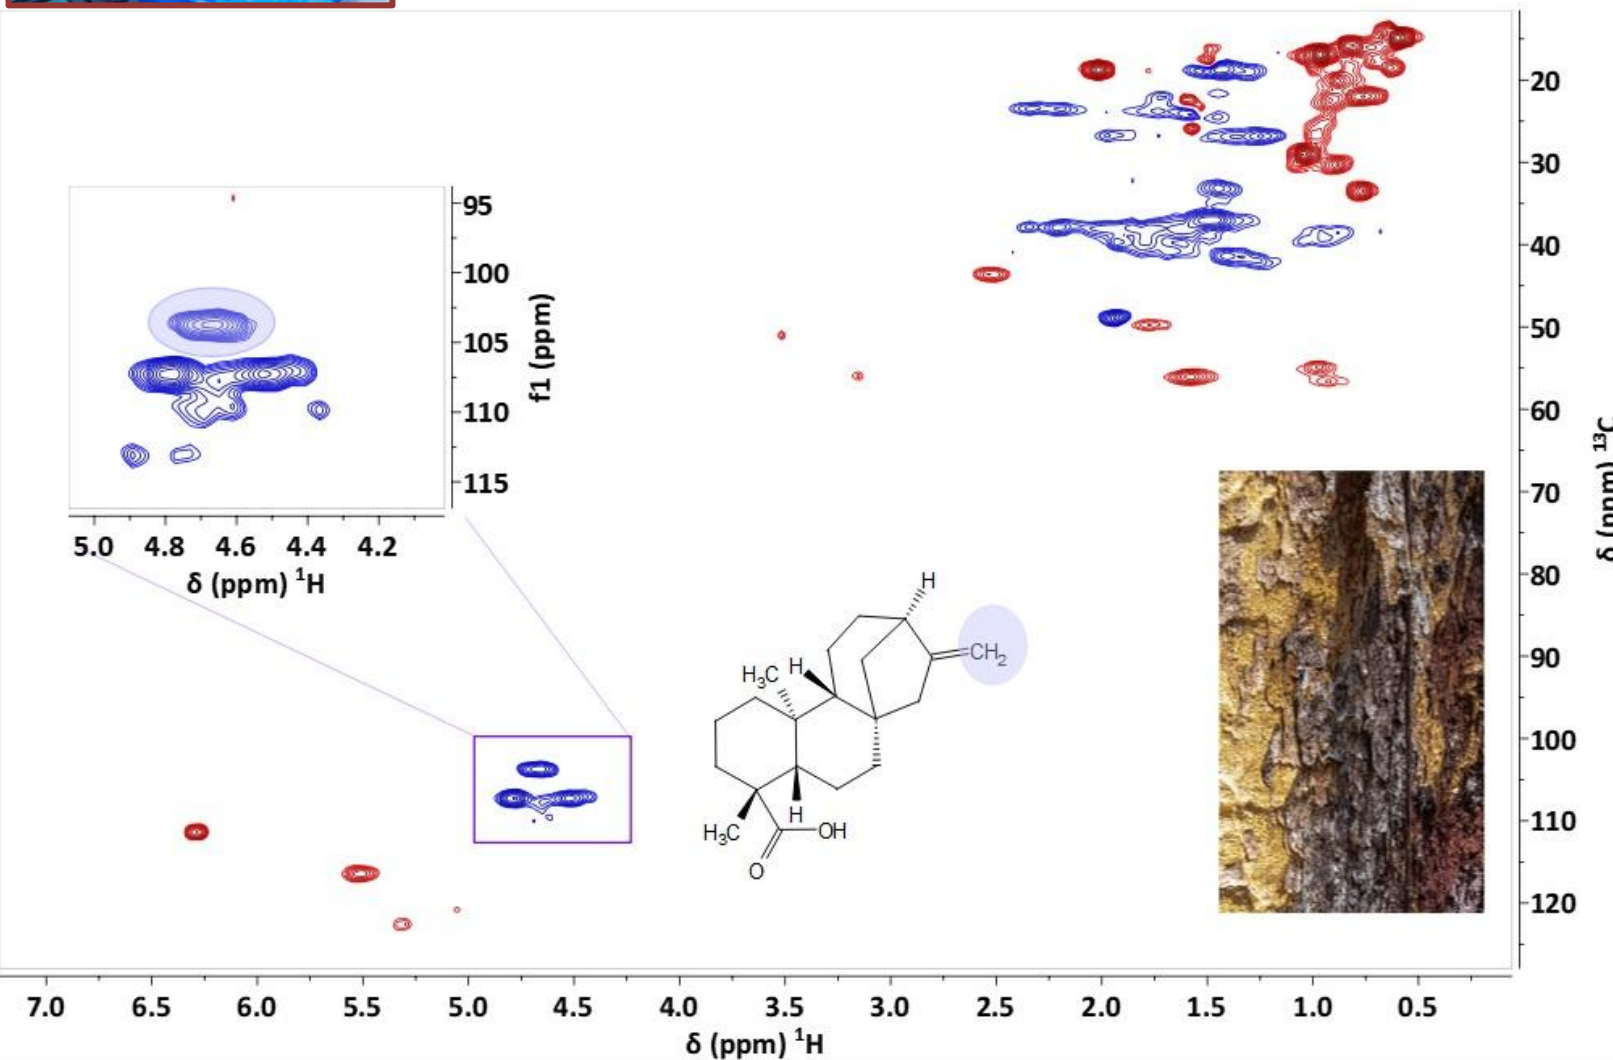 20
30
40
50
60
70
80
90
100
110
120
δ (ppm) ¹³C
95
100
105
110
115
f1 (ppm)
5.0 4.8 4.6 4.4 4.2
δ (ppm) ¹H
H
CH₂
H₃C H
H
H₃C OH
O
7.0 6.5 6.0 5.5 5.0 4.5 4.0 3.5 3.0 2.5 2.0 1.5 1.0 0.5
δ (ppm) ¹H